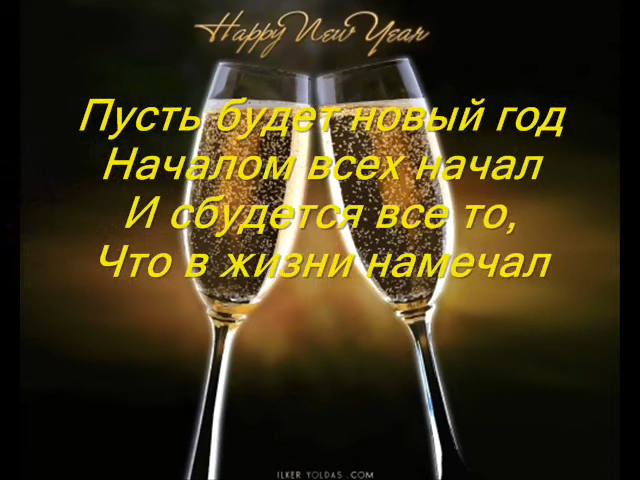 Happy New Year
Пусть будет новый год
Началом всех начал
И сбудется все то,
Что в жизни намечал
ILKER YOLDAS .COM